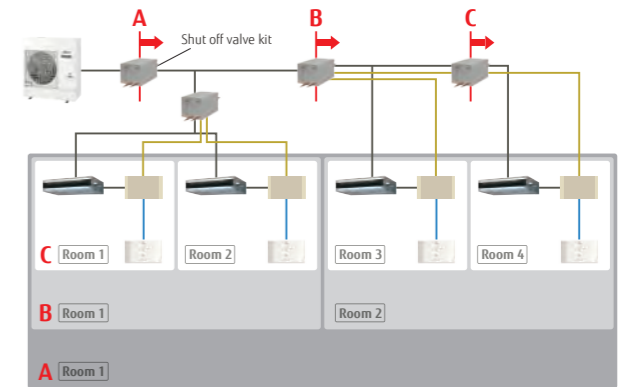 A
B
C
Shut off valve kit
C
Room 1
Room 2
Room 3
Room 4
B
Room 1
Room 2
A
Room 1